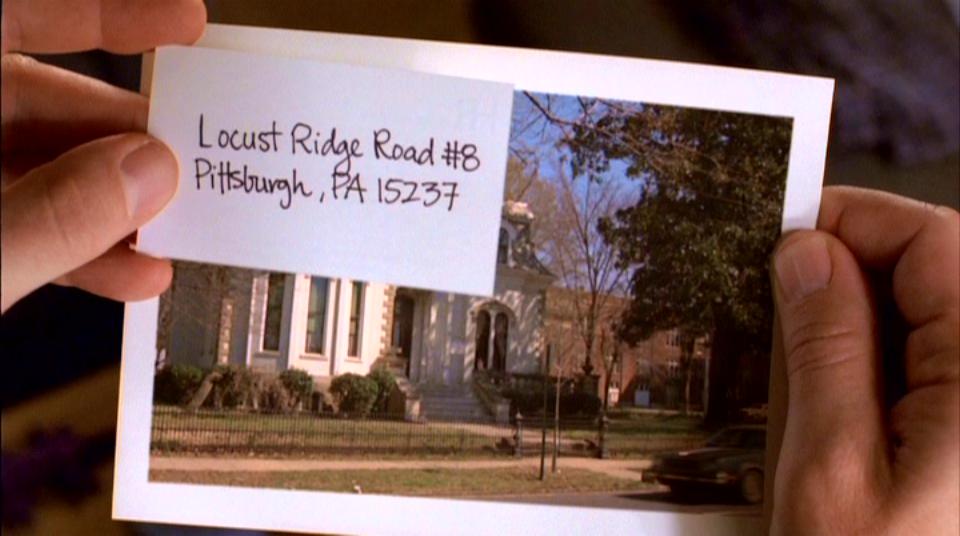 Locust Ridge Road #8
Pittsburgh, PA 15237